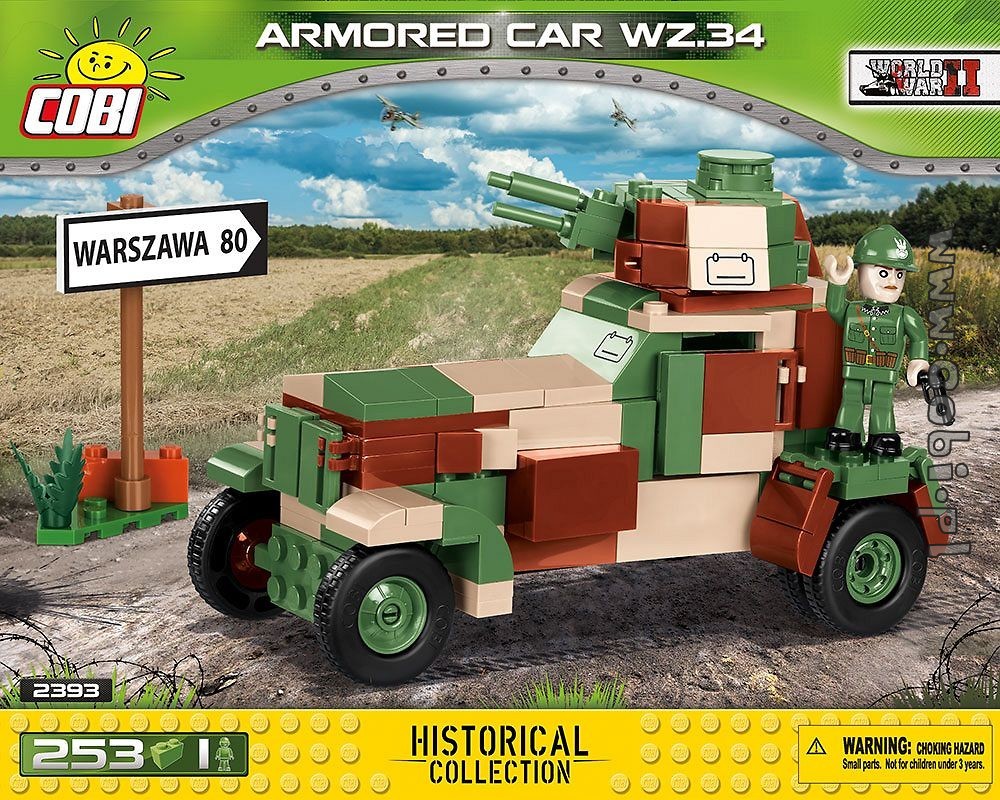 ARMORED CAR WZ.34
COBI
WORLD WAR II
WARSZAWA 80
www.cobi.pl
2393
253 1
HISTORICAL
COLLECTION
WARNING: CHOKING HAZARD
Small parts. Not for children under 3 years.